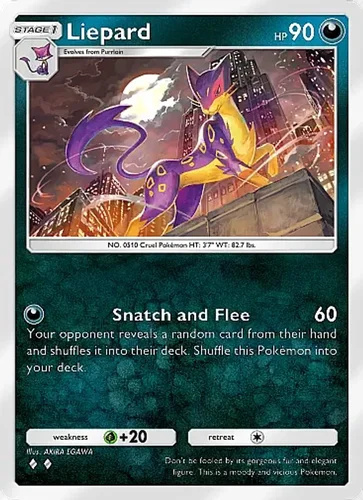 STAGE 1
Liepard
HP 90
Evolves from Purrloin
NO. 0510 Cruel Pokémon HT: 3'7" WT: 82.7 lbs.
Snatch and Flee 60
Your opponent reveals a random card from their hand
and shuffles it into their deck. Shuffle this Pokémon into
your deck.
weakness +20
retreat
Illus. AKIRA EGAWA
Don't be fooled by its gorgeous fur and elegant
figure. This is a moody and vicious Pokémon.